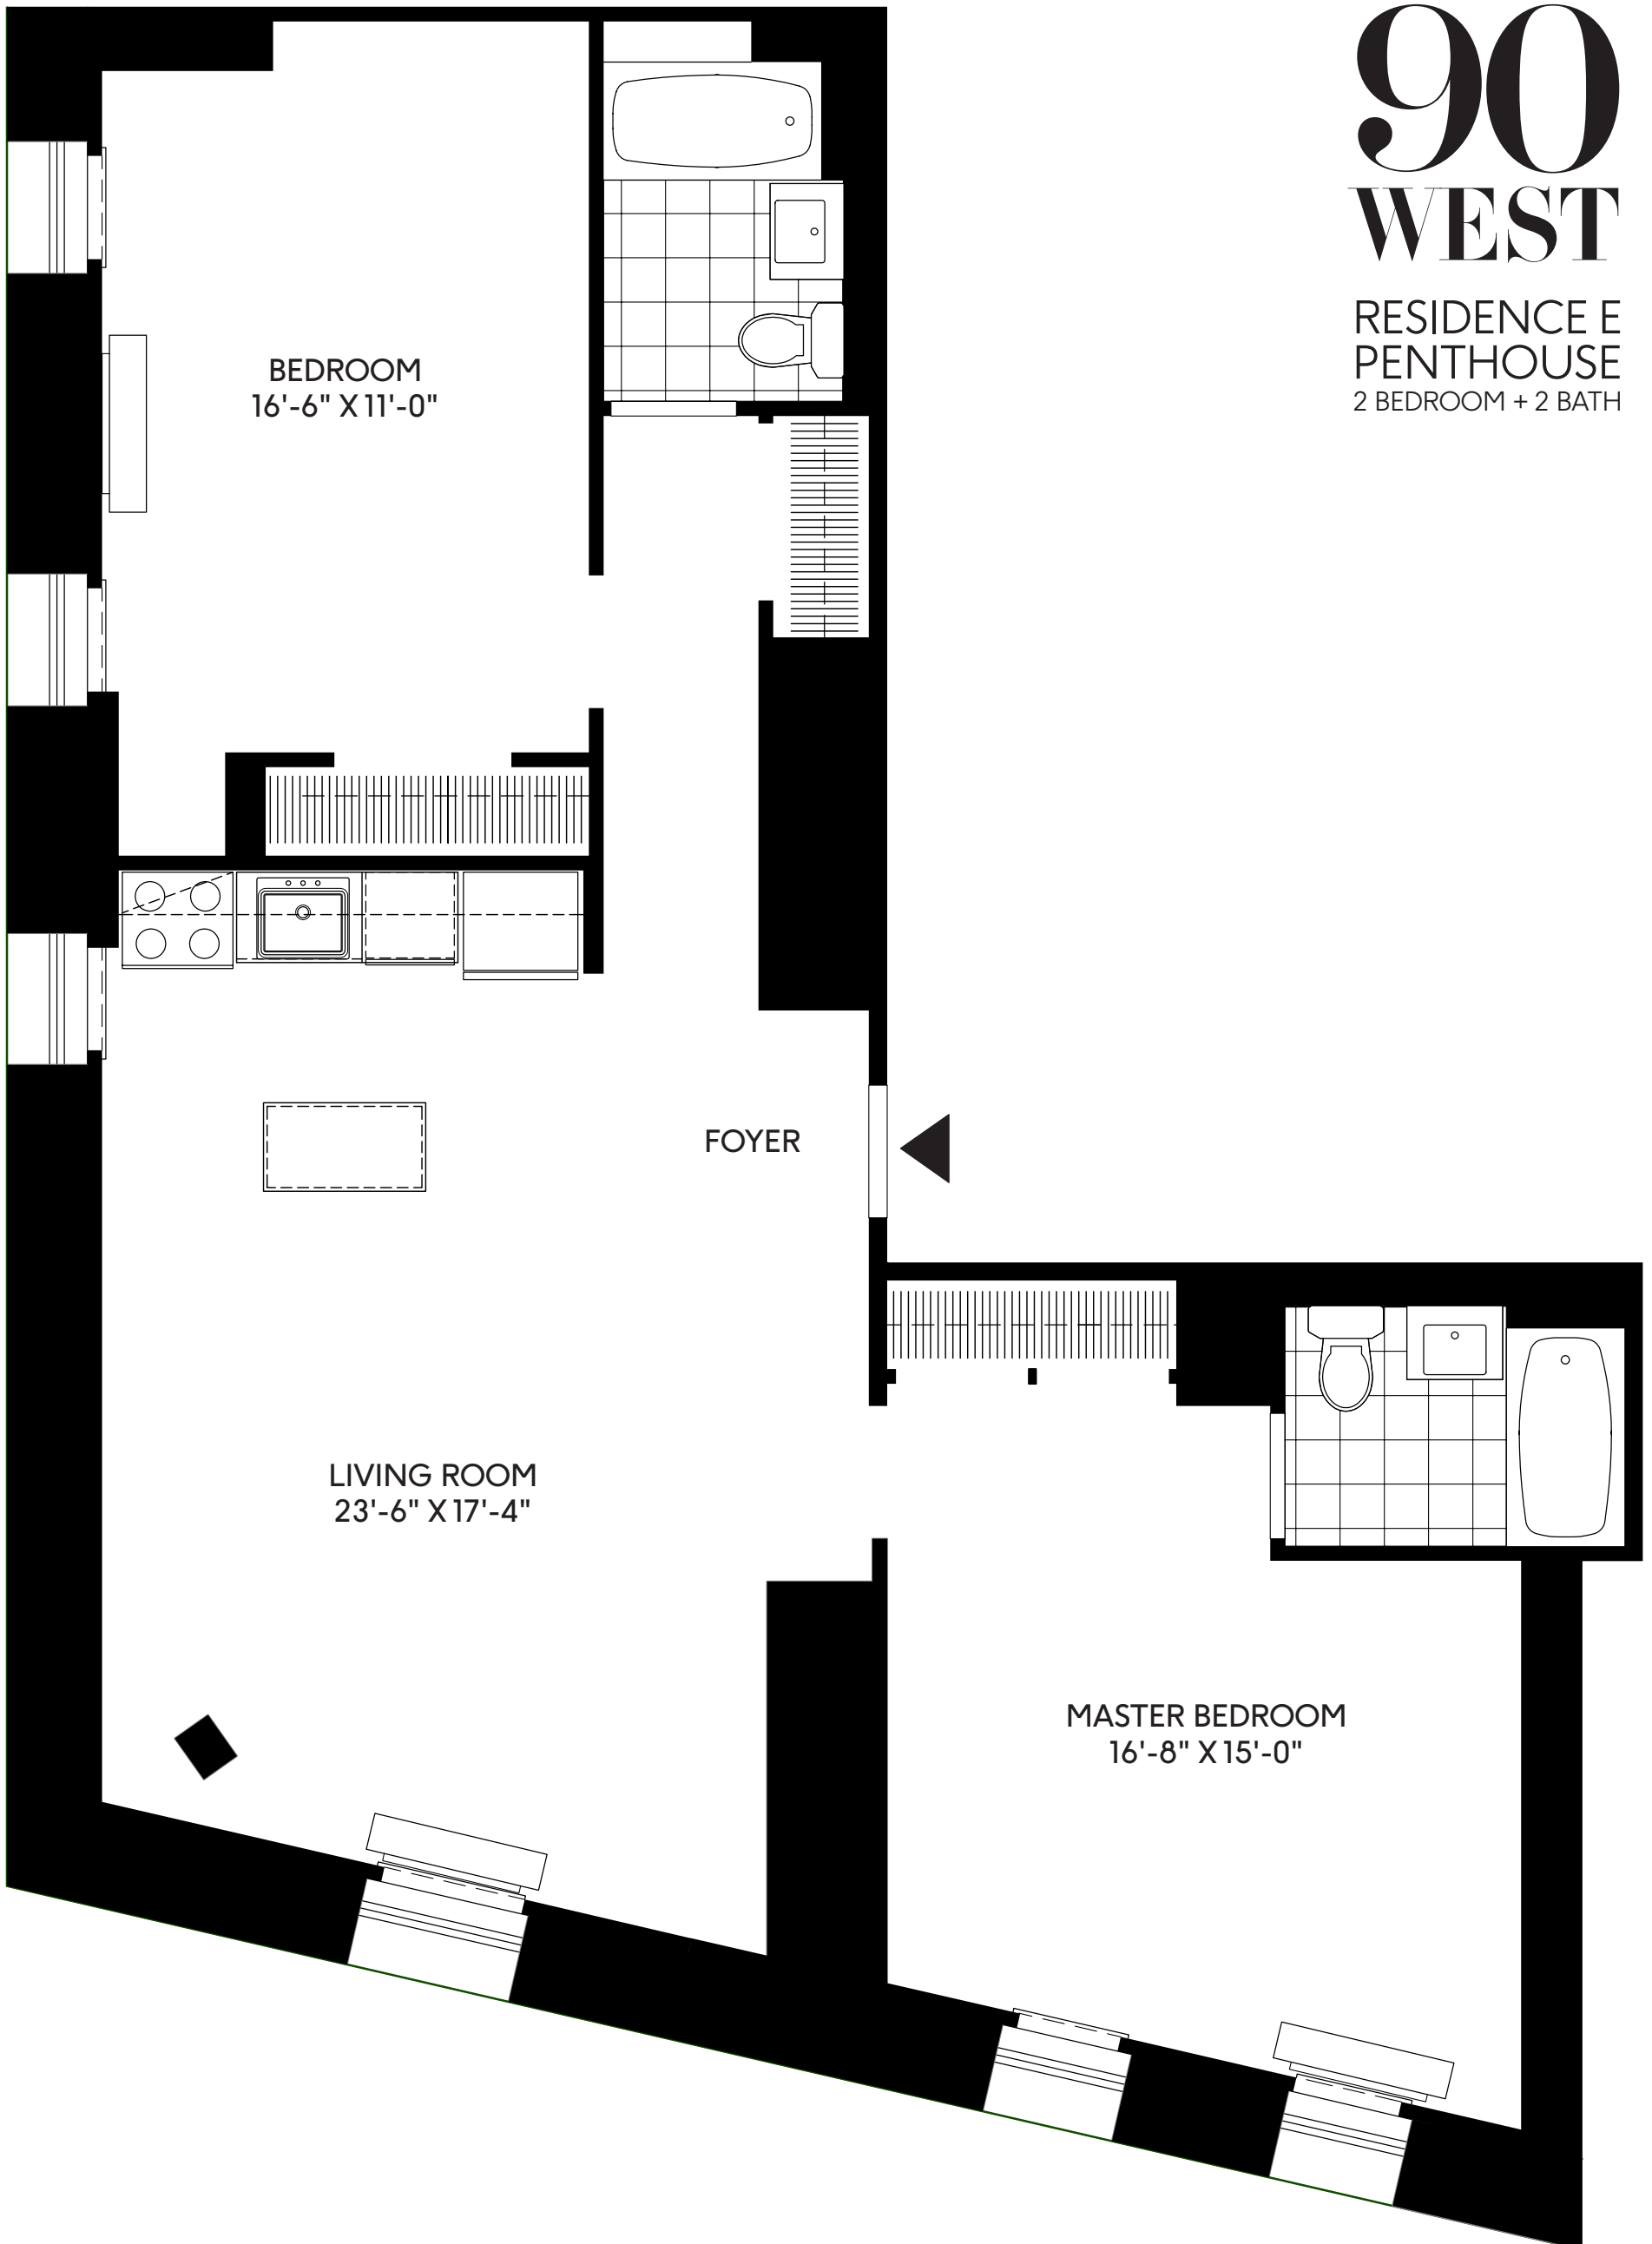 90
WEST
RESIDENCE E
PENTHOUSE
2 BEDROOM + 2 BATH
BEDROOM
16'-6" X 11'-0"
FOYER
LIVING ROOM
23'-6" X 17'-4"
MASTER BEDROOM
16'-8" X 15'-0"